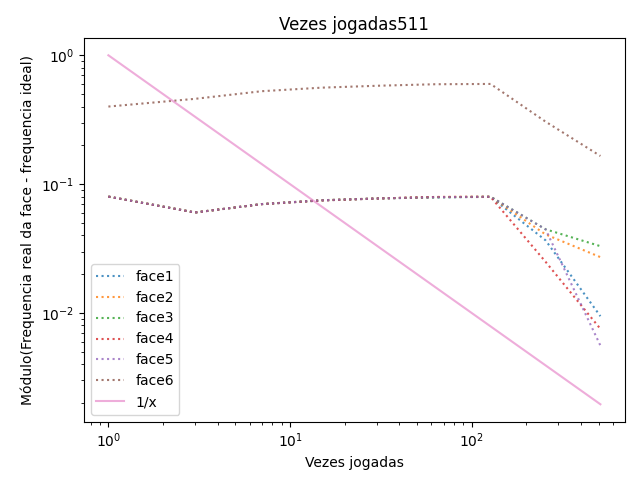 Vezes jogadas511
Módulo(Frequencia real da face - frequencia ideal)
10⁰
10⁻¹
10⁻²
face1
face2
face3
face4
face5
face6
1/x
10⁰ 10¹ 10²
Vezes jogadas